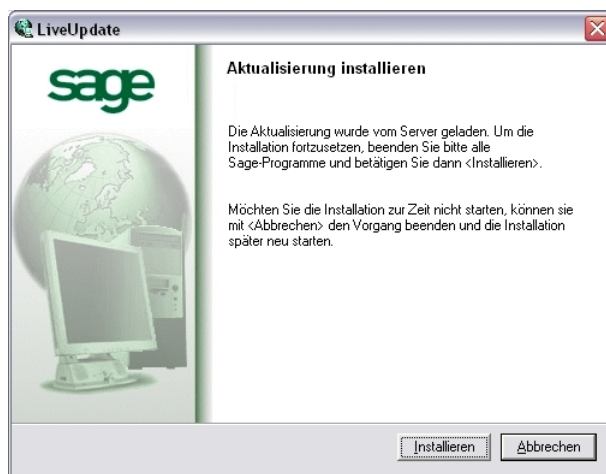 LiveUpdate
sage
Aktualisierung installieren
Die Aktualisierung wurde vom Server geladen. Um die
Installation fortzusetzen, beenden Sie bitte alle
Sage-Programme und betätigen Sie dann <Installieren>.
Möchten Sie die Installation zur Zeit nicht starten, können sie
mit <Abbrechen> den Vorgang beenden und die Installation
später neu starten.
Installieren Abbrechen